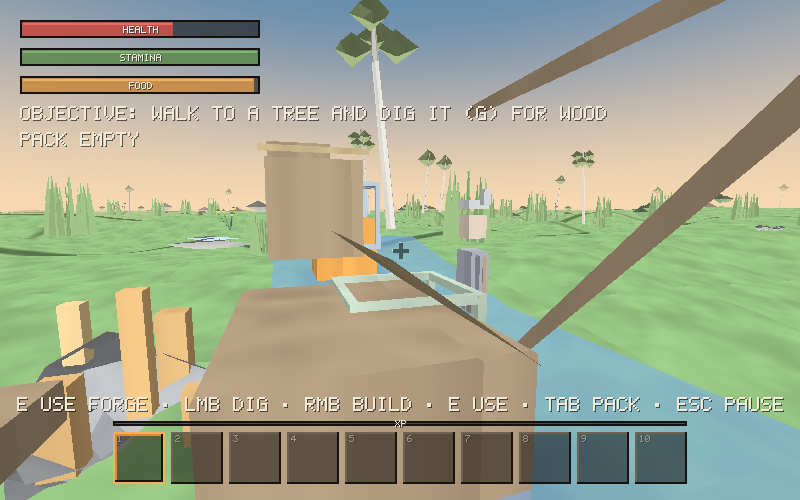 HEALTH
STAMINA
FOOD
OBJECTIVE: WALK TO A TREE AND DIG IT (G) FOR WOOD
PACK EMPTY
E USE FORGE · LMB DIG · RMB BUILD · E USE · TAB PACK · ESC PAUSE
XP
1 2 3 4 5 6 7 8 9 10